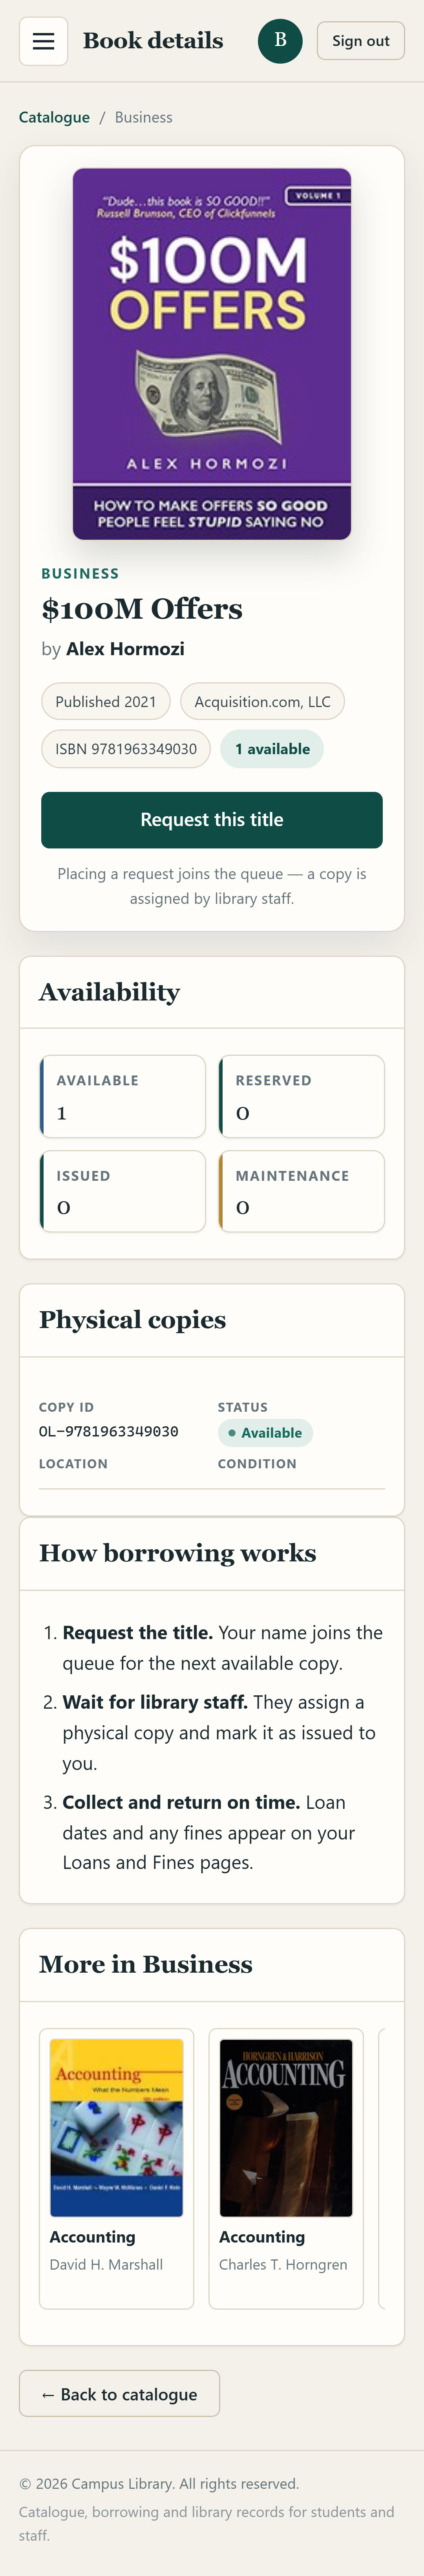 Book details
B
Sign out
Catalogue / Business
"Dude...this book is SO GOOD!!"
Russell Brunson, CEO of Clickfunnels
VOLUME 1
$100M
OFFERS
ALEX HORMOZI
HOW TO MAKE OFFERS SO GOOD
PEOPLE FEEL STUPID SAYING NO
BUSINESS
$100M Offers
by Alex Hormozi
Published 2021
Acquisition.com, LLC
ISBN 9781963349030
1 available
Request this title
Placing a request joins the queue — a copy is
assigned by library staff.
Availability
AVAILABLE
1
RESERVED
0
ISSUED
0
MAINTENANCE
0
Physical copies
COPY ID
OL-9781963349030
STATUS
Available
LOCATION
CONDITION
How borrowing works
1. Request the title. Your name joins the
queue for the next available copy.
2. Wait for library staff. They assign a
physical copy and mark it as issued to
you.
3. Collect and return on time. Loan
dates and any fines appear on your
Loans and Fines pages.
More in Business
Accounting
What the Numbers Mean
David H. Marshall
Accounting
David H. Marshall
HORNGREN & HARRISON
ACCOUNTING
Accounting
Charles T. Horngren
← Back to catalogue
© 2026 Campus Library. All rights reserved.
Catalogue, borrowing and library records for students and
staff.